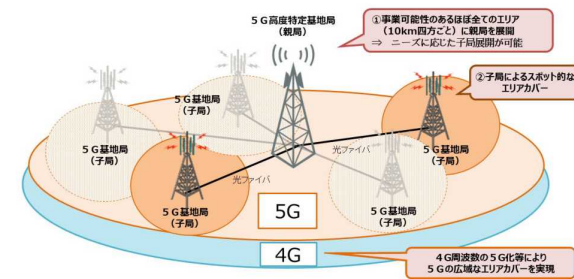 5G高度特定基地局
(親局)
①事業可能性のあるほぼ全てのエリア
(10km四方ごと)に親局を展開
⇒ ニーズに応じた子局展開が可能
②子局によるスポット的な
エリアカバー
5G基地局
(子局)
5G基地局
(子局)
5G基地局
(子局)
5G基地局
(子局)
5G基地局
(子局)
光ファイバ
光ファイバ
5G
4G
4G周波数の5G化等により
5Gの広域なエリアカバーを実現